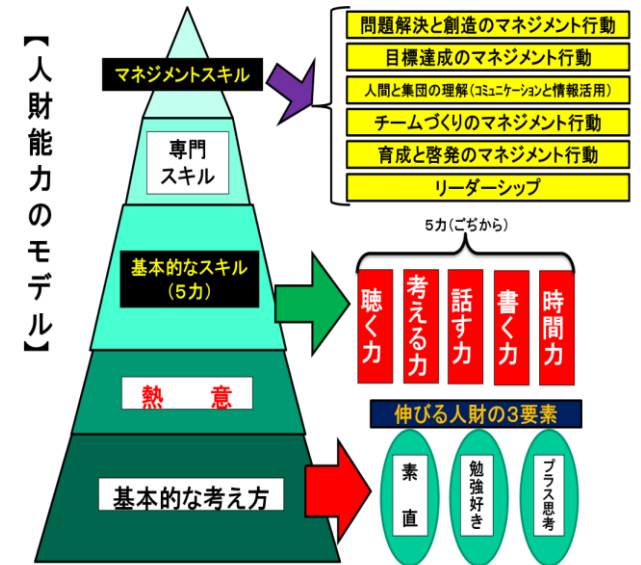 【人財能力のモデル】
マネジメントスキル
専門
スキル
基本的なスキル
(5力)
熱　意
基本的な考え方
問題解決と創造のマネジメント行動
目標達成のマネジメント行動
人間と集団の理解(ｺﾐｭﾆｹｰｼｮﾝと情報活用)
チームづくりのマネジメント行動
育成と啓発のマネジメント行動
リーダーシップ
5力(ごぢから)
聴く力
考える力
話す力
書く力
時間力
伸びる人財の3要素
素直
勉強好き
プラス思考